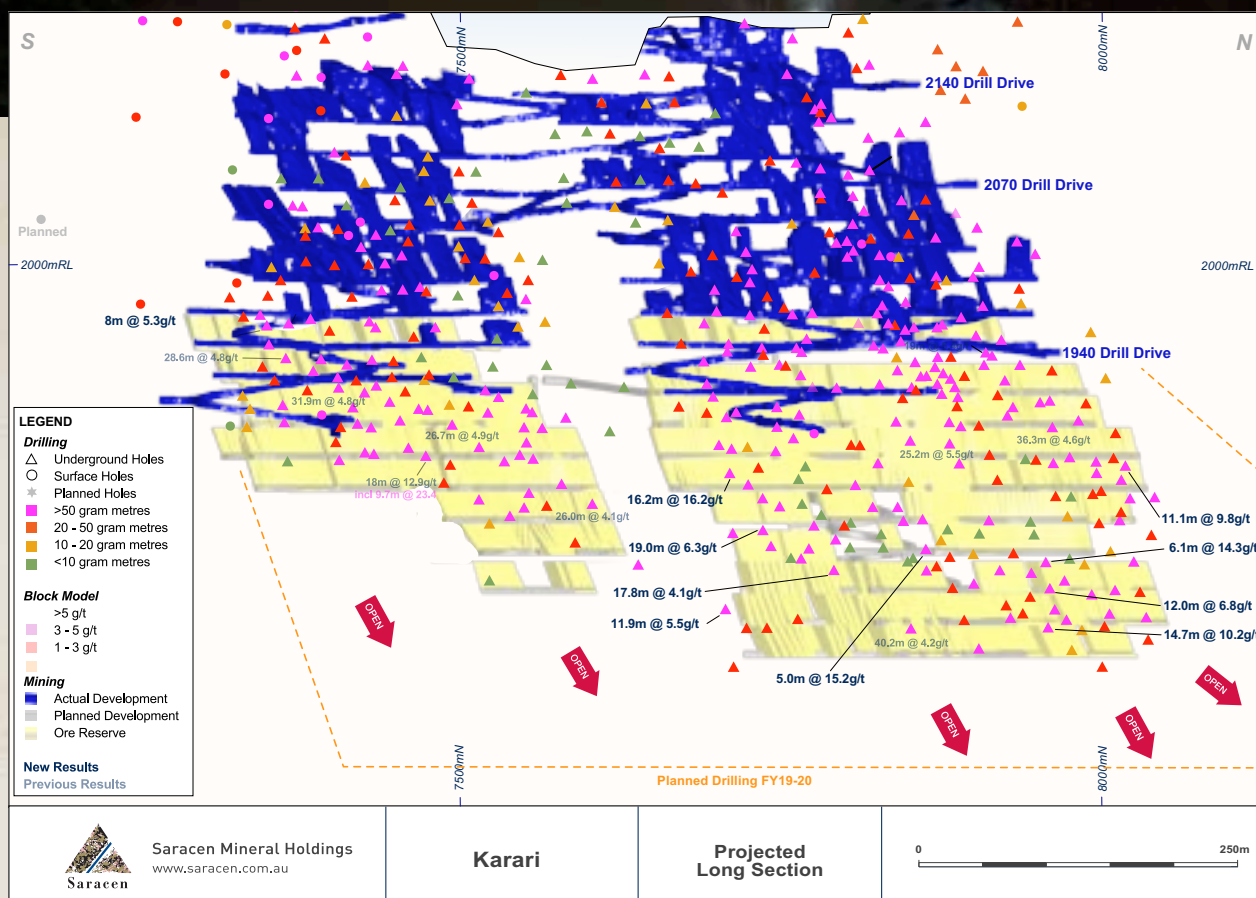 S
N
7500mN
8000mN
2140 Drill Drive
2070 Drill Drive
Planned
2000mRL
2000mRL
8m @ 5.3g/t
28.6m @ 4.8g/t
1940 Drill Drive
31.9m @ 4.8g/t
26.7m @ 4.9g/t
36.3m @ 4.6g/t
25.2m @ 5.5g/t
18m @ 12.9g/t
incl 9.7m @ 23.4
26.0m @ 4.1g/t
16.2m @ 16.2g/t
11.1m @ 9.8g/t
19.0m @ 6.3g/t
6.1m @ 14.3g/t
17.8m @ 4.1g/t
12.0m @ 6.8g/t
11.9m @ 5.5g/t
14.7m @ 10.2g/t
40.2m @ 4.2g/t
5.0m @ 15.2g/t
OPEN
OPEN
OPEN
OPEN
OPEN
LEGEND
Drilling
Underground Holes
Surface Holes
Planned Holes
>50 gram metres
20 - 50 gram metres
10 - 20 gram metres
<10 gram metres
Block Model
>5 g/t
3 - 5 g/t
1 - 3 g/t
Mining
Actual Development
Planned Development
Ore Reserve
New Results
Previous Results
7500mN
8000mN
Planned Drilling FY19-20
Saracen
Saracen Mineral Holdings
www.saracen.com.au
Karari
Projected
Long Section
0
250m